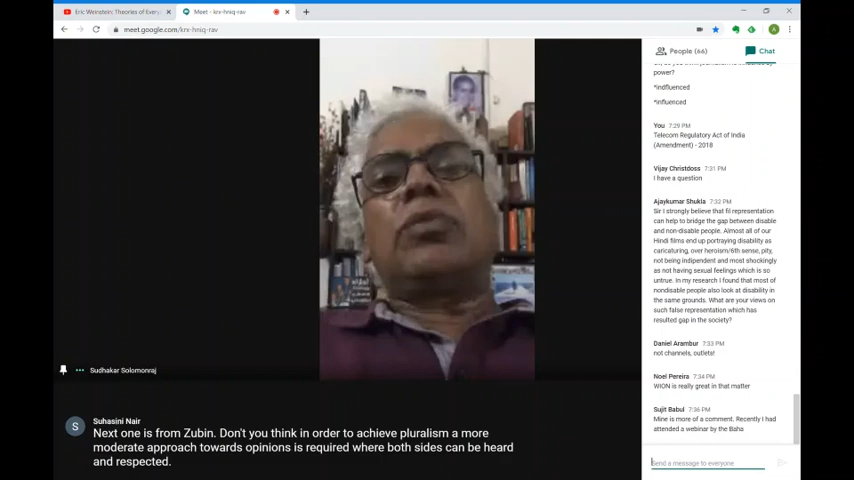 Eric Weinstein: Theories of Every
Meet - knr-hniq-rav
meet.google.com/knr-hniq-rav
People (66)
Chat
power?
*indfluenced
*influenced
You 7:29 PM
Telecom Regulatory Act of India
(Amendment) - 2018
Vijay Christdoss 7:31 PM
I have a question
Ajaykumar Shukla 7:32 PM
Sir I strongly believe that fil representation
can help to bridge the gap between disable
and non-disable people. Almost all of our
Hindi films end up portraying disability as
caricaturing, over heroism/6th sense, pity,
not being indipendent and most shockingly
as not having sexual feelings which is so
untrue. In my research I found that most of
nondisable people also look at disability in
the same grounds. What are your views on
such false representation which has
resulted gap in the society?
Daniel Arambur 7:33 PM
not channels, outlets!
Noel Pereira 7:34 PM
WION is really great in that matter
Sujit Babul 7:36 PM
Mine is more of a comment. Recently I had
attended a webinar by the Baha
Send a message to everyone
Sudhakar Solomonraj
S
Suhasini Nair
Next one is from Zubin. Don't you think in order to achieve pluralism a more
moderate approach towards opinions is required where both sides can be heard
and respected.